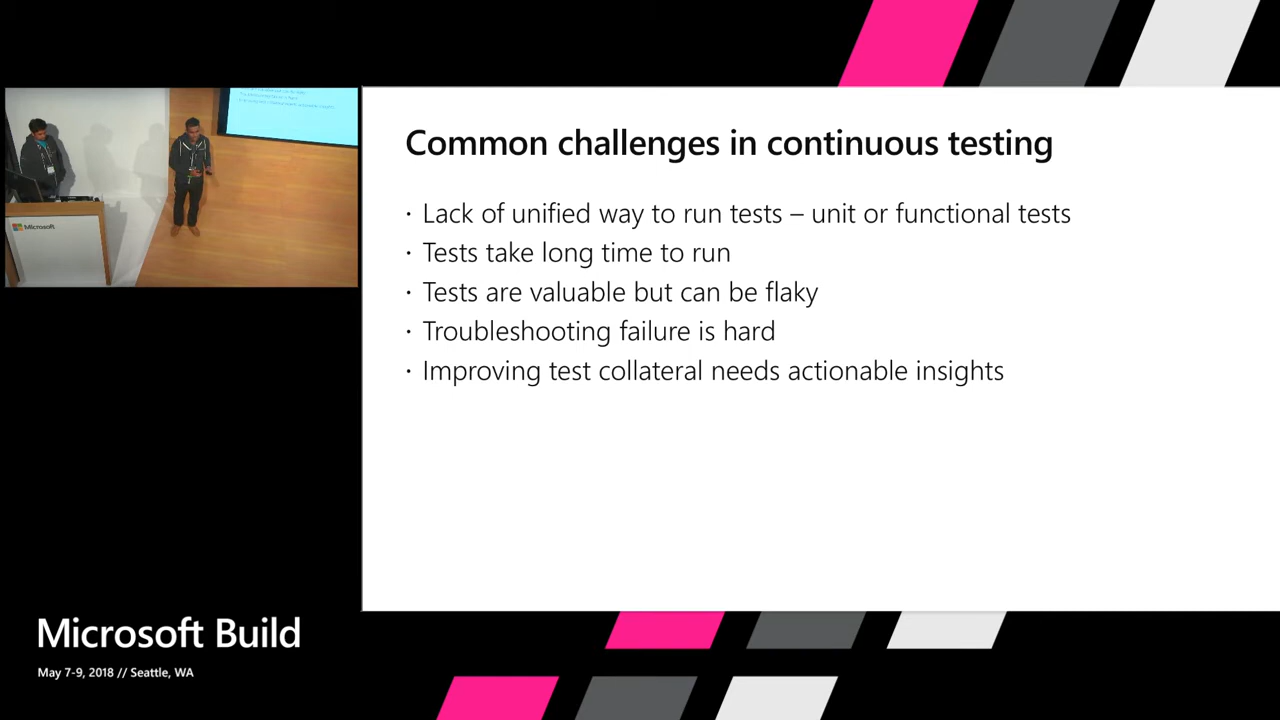 Common challenges in continuous testing
· Lack of unified way to run tests – unit or functional tests
· Tests take long time to run
· Tests are valuable but can be flaky
· Troubleshooting failure is hard
· Improving test collateral needs actionable insights
Microsoft
Microsoft Build
May 7-9, 2018 // Seattle, WA